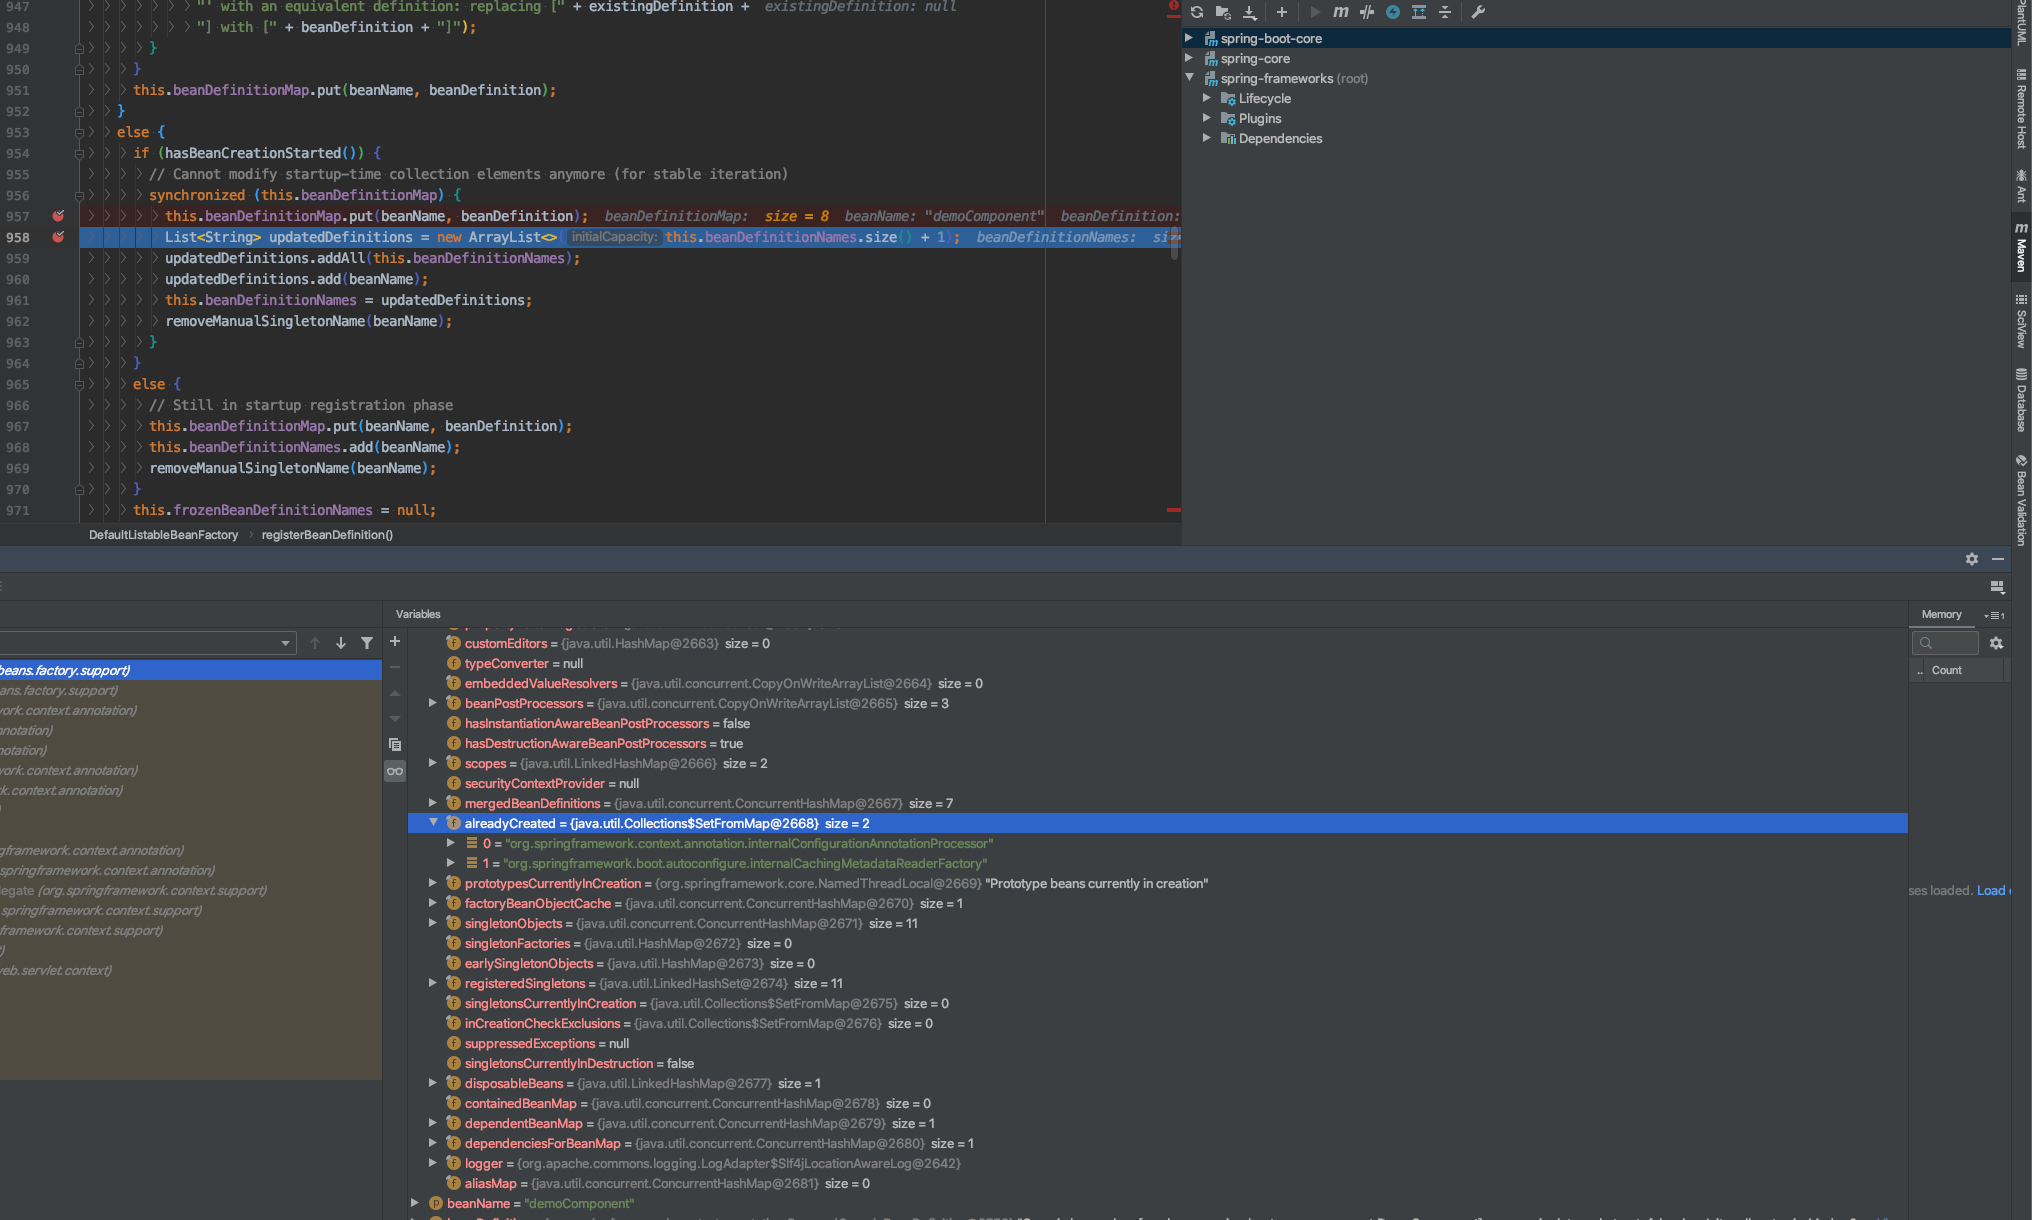 947 "' with an equivalent definition: replacing [" + existingDefinition + existingDefinition: null
948 "] with [" + beanDefinition + "]");
949 }
950 }
951 this.beanDefinitionMap.put(beanName, beanDefinition);
952 }
953 else {
954 if (hasBeanCreationStarted()) {
955 // Cannot modify startup-time collection elements anymore (for stable iteration)
956 synchronized (this.beanDefinitionMap) {
957 this.beanDefinitionMap.put(beanName, beanDefinition); beanDefinitionMap: size = 8 beanName: "demoComponent" beanDefinition:
958 List<String> updatedDefinitions = new ArrayList<>( initialCapacity: this.beanDefinitionNames.size() + 1); beanDefinitionNames:
959 updatedDefinitions.addAll(this.beanDefinitionNames);
960 updatedDefinitions.add(beanName);
961 this.beanDefinitionNames = updatedDefinitions;
962 removeManualSingletonName(beanName);
963 }
964 }
965 else {
966 // Still in startup registration phase
967 this.beanDefinitionMap.put(beanName, beanDefinition);
968 this.beanDefinitionNames.add(beanName);
969 removeManualSingletonName(beanName);
970 }
971 this.frozenBeanDefinitionNames = null;
DefaultListableBeanFactory › registerBeanDefinition()
spring-boot-core
spring-core
spring-frameworks (root)
Lifecycle
Plugins
Dependencies
PlantUML
Remote Host
Ant
Maven
SciView
Database
Bean Validation
beans.factory.support)
ans.factory.support)
ork.context.annotation)
nnotation)
notation)
ork.context.annotation)
k.context.annotation)
)
gframework.context.annotation)
springframework.context.annotation)
legate (org.springframework.context.support)
springframework.context.support)
framework.context.support)
t)
eb.servlet.context)
Variables
customEditors = {java.util.HashMap@2663} size = 0
typeConverter = null
embeddedValueResolvers = {java.util.concurrent.CopyOnWriteArrayList@2664} size = 0
beanPostProcessors = {java.util.concurrent.CopyOnWriteArrayList@2665} size = 3
hasInstantiationAwareBeanPostProcessors = false
hasDestructionAwareBeanPostProcessors = true
scopes = {java.util.LinkedHashMap@2666} size = 2
securityContextProvider = null
mergedBeanDefinitions = {java.util.concurrent.ConcurrentHashMap@2667} size = 7
alreadyCreated = {java.util.Collections$SetFromMap@2668} size = 2
0 = "org.springframework.context.annotation.internalConfigurationAnnotationProcessor"
1 = "org.springframework.boot.autoconfigure.internalCachingMetadataReaderFactory"
prototypesCurrentlyInCreation = {org.springframework.core.NamedThreadLocal@2669} "Prototype beans currently in creation"
factoryBeanObjectCache = {java.util.concurrent.ConcurrentHashMap@2670} size = 1
singletonObjects = {java.util.concurrent.ConcurrentHashMap@2671} size = 11
singletonFactories = {java.util.HashMap@2672} size = 0
earlySingletonObjects = {java.util.HashMap@2673} size = 0
registeredSingletons = {java.util.LinkedHashSet@2674} size = 11
singletonsCurrentlyInCreation = {java.util.Collections$SetFromMap@2675} size = 0
inCreationCheckExclusions = {java.util.Collections$SetFromMap@2676} size = 0
suppressedExceptions = null
singletonsCurrentlyInDestruction = false
disposableBeans = {java.util.LinkedHashMap@2677} size = 1
containedBeanMap = {java.util.concurrent.ConcurrentHashMap@2678} size = 0
dependentBeanMap = {java.util.concurrent.ConcurrentHashMap@2679} size = 1
dependenciesForBeanMap = {java.util.concurrent.ConcurrentHashMap@2680} size = 1
logger = {org.apache.commons.logging.LogAdapter$Slf4jLocationAwareLog@2642}
aliasMap = {java.util.concurrent.ConcurrentHashMap@2681} size = 0
beanName = "demoComponent"
Memory
.. Count
ses loaded. Load